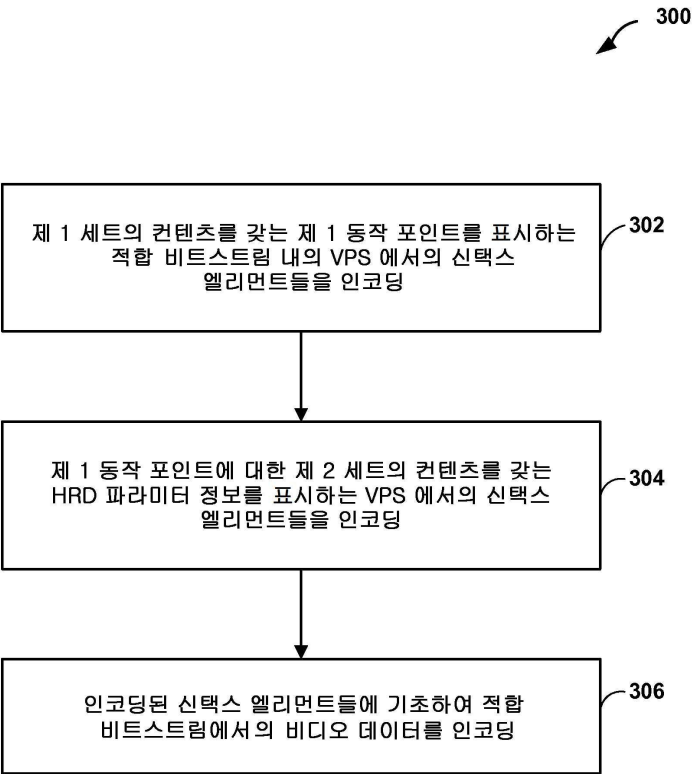 300
제 1 세트의 컨텐츠를 갖는 제 1 동작 포인트를 표시하는
적합 비트스트림 내의 VPS 에서의 신택스
엘리먼트들을 인코딩
302
제 1 동작 포인트에 대한 제 2 세트의 컨텐츠를 갖는
HRD 파라미터 정보를 표시하는 VPS 에서의 신택스
엘리먼트들을 인코딩
304
인코딩된 신택스 엘리먼트들에 기초하여 적합
비트스트림에서의 비디오 데이터를 인코딩
306